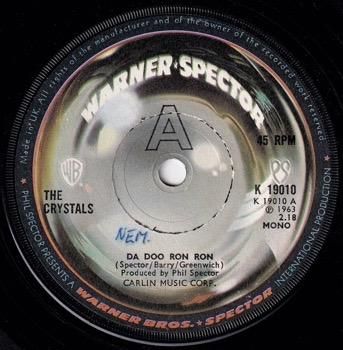 Made in UK. All rights of the manufacturer and of the owner of the recorded work reserved.
WARNER-SPECTOR
A
45 RPM
WB
PS
THE
CRYSTALS
K 19010
K 19010 A
℗ 1963
2.18
MONO
NEM.
DA DOO RON RON
(Spector/Barry/Greenwich)
Produced by Phil Spector
CARLIN MUSIC CORP.
PHIL SPECTOR PRESENTS A
WARNER BROS. SPECTOR
INTERNATIONAL PRODUCTION